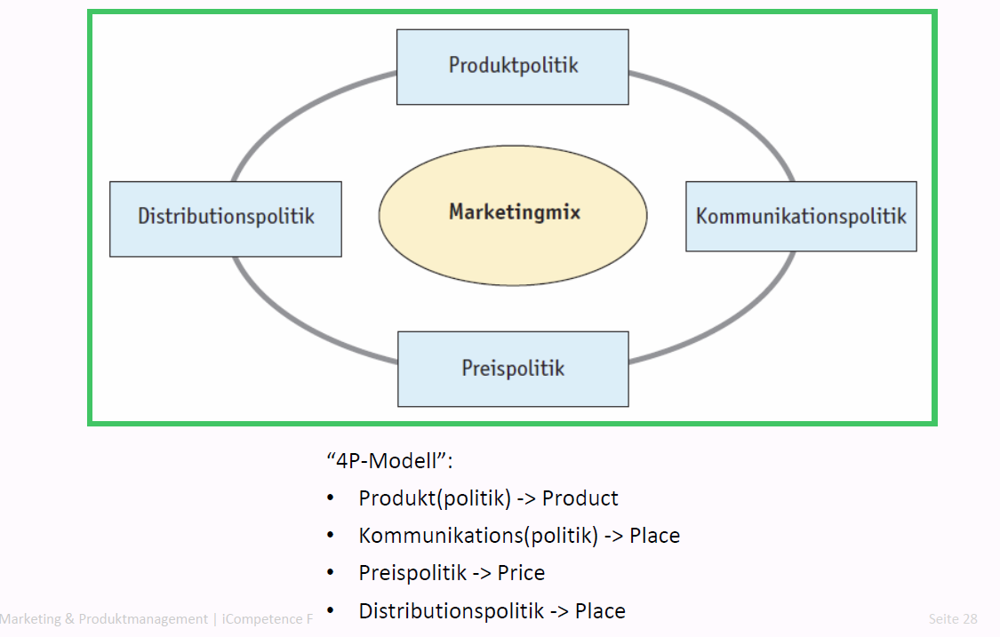 Produktpolitik
Distributionspolitik
Marketingmix
Kommunikationspolitik
Preispolitik
“4P-Modell”:
• Produkt(politik) -> Product
• Kommunikations(politik) -> Place
• Preispolitik -> Price
• Distributionspolitik -> Place
Marketing & Produktmanagement | iCompetence F
Seite 28